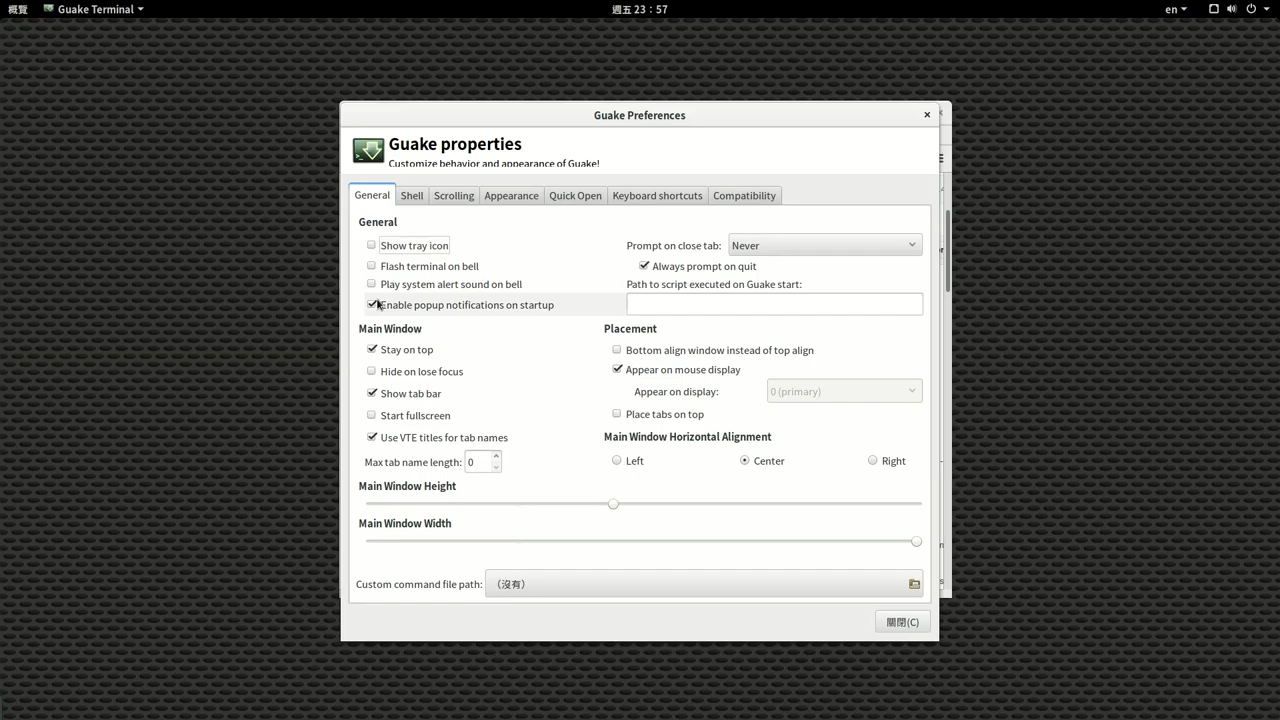 概覽 Guake Terminal 週五 23：57 en
Guake Preferences
Guake properties
Customize behavior and appearance of Guake!
General Shell Scrolling Appearance Quick Open Keyboard shortcuts Compatibility
General
Show tray icon
Prompt on close tab: Never
Flash terminal on bell
Always prompt on quit
Play system alert sound on bell
Path to script executed on Guake start:
Enable popup notifications on startup
Main Window
Placement
Stay on top
Bottom align window instead of top align
Hide on lose focus
Appear on mouse display
Show tab bar
Appear on display: 0 (primary)
Start fullscreen
Place tabs on top
Use VTE titles for tab names
Main Window Horizontal Alignment
Max tab name length: 0
Left Center Right
Main Window Height
Main Window Width
Custom command file path: （沒有）
關閉(C)